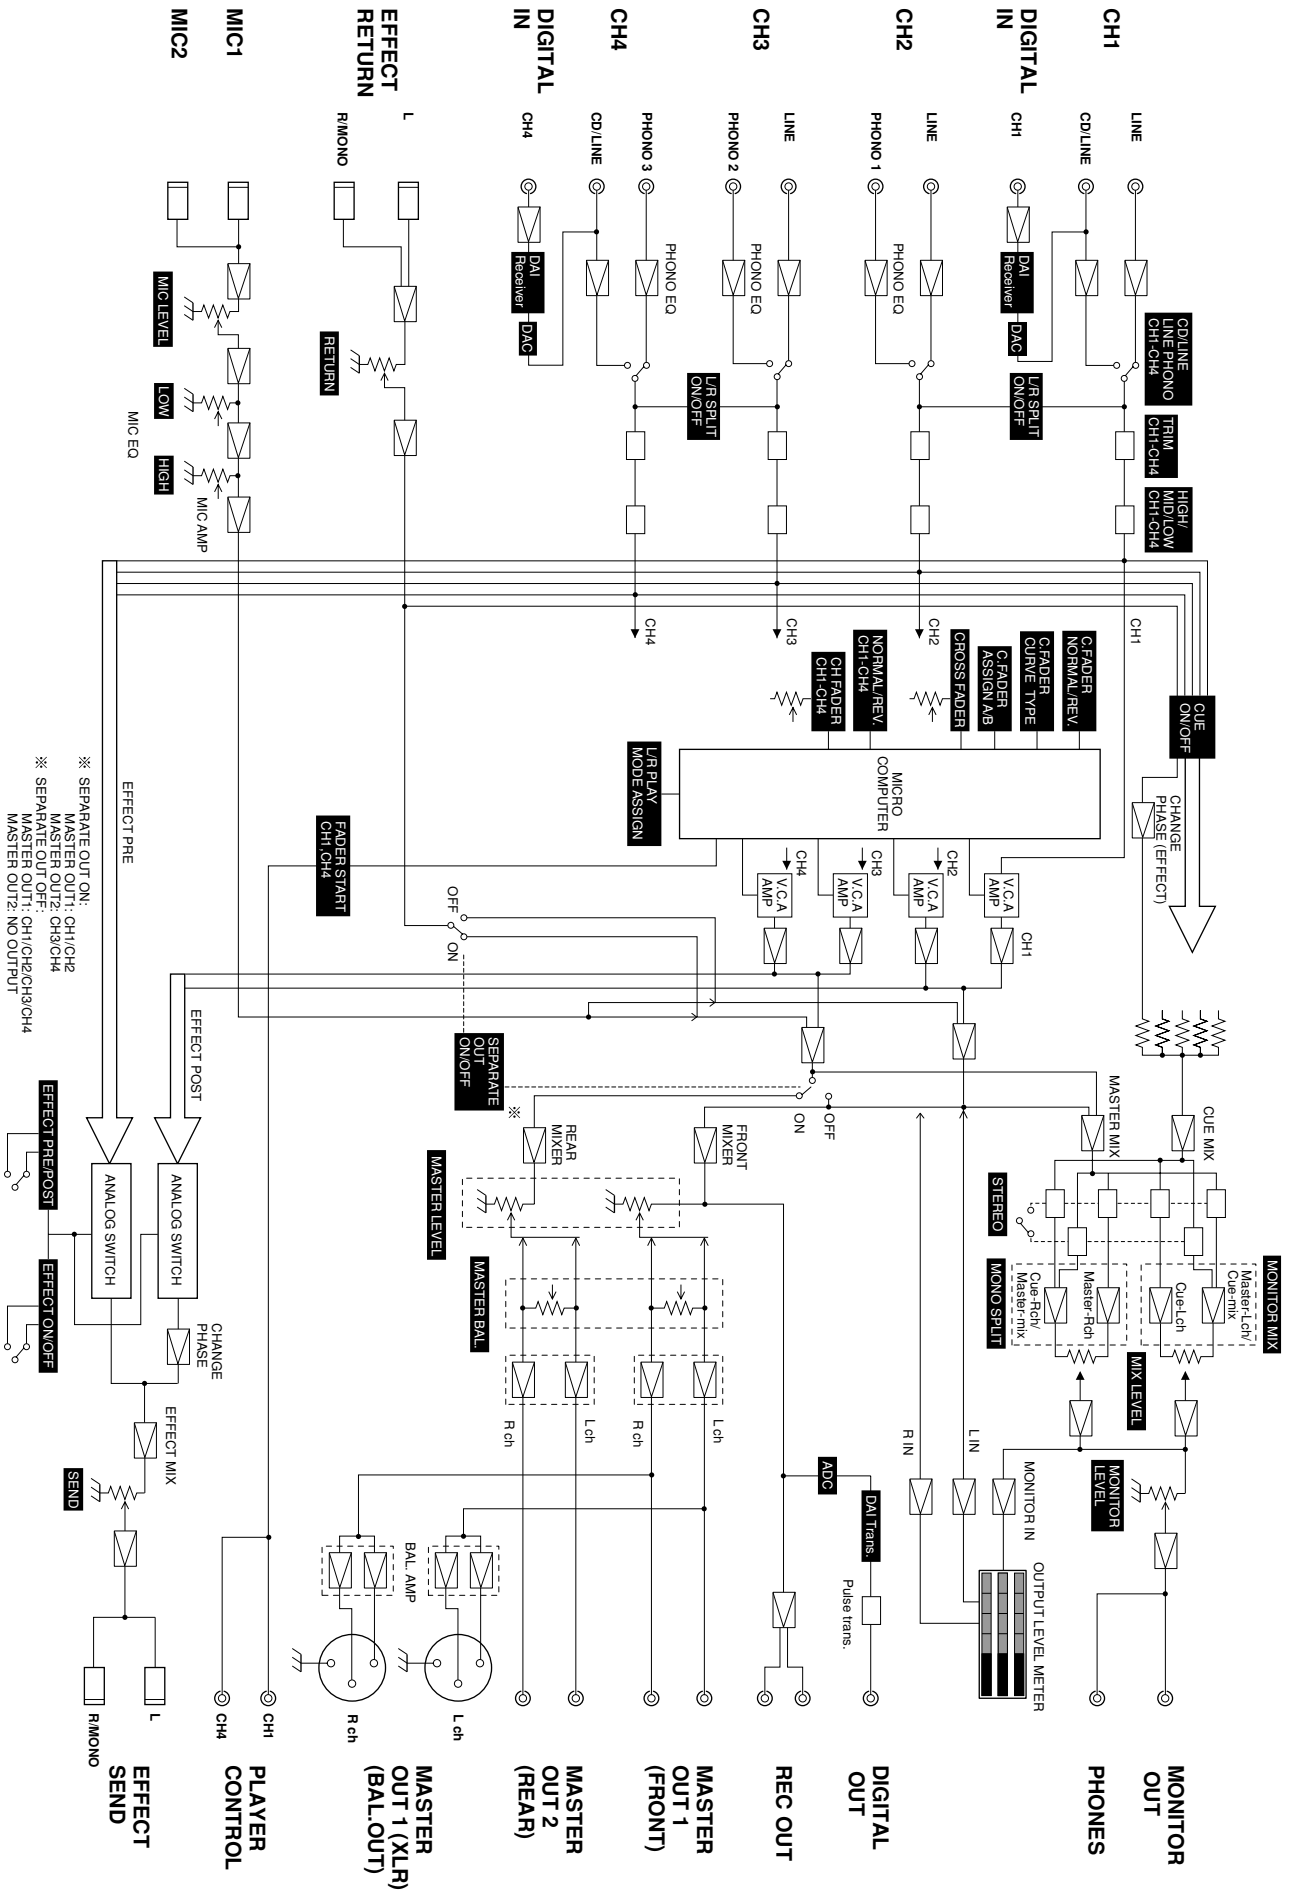 CH1
LINE
CD/LINE
DIGITAL
IN
CH1
CH2
LINE
PHONO 1
CH3
LINE
PHONO 2
CH4
PHONO 3
CD/LINE
DIGITAL
IN
CH4
EFFECT
RETURN
L
R/MONO
MIC1
MIC2
DAI
Receiver
DAC
PHONO EQ
PHONO EQ
PHONO EQ
DAI
Receiver
DAC
CD/LINE
LINE PHONO
CH1-CH4
TRIM
CH1-CH4
HIGH/
MID/LOW
CH1-CH4
L/R SPLIT
ON/OFF
L/R SPLIT
ON/OFF
RETURN
MIC LEVEL
LOW
HIGH
MIC EQ
MIC AMP
CH1
CH2
CH3
CH4
CUE
ON/OFF
CHANGE
PHASE (EFFECT)
C.FADER
NORMAL/REV.
C.FADER
CURVE TYPE
C.FADER
ASSIGN A/B
CROSS FADER
NORMAL/REV.
CH1-CH4
CH FADER
CH1-CH4
MICRO
COMPUTER
L/R PLAY
MODE ASSIGN
FADER START
CH1,CH4
V.C.A
AMP
CH1
CH2
V.C.A
AMP
CH3
V.C.A
AMP
CH4
V.C.A
AMP
OFF
ON
EFFECT PRE
EFFECT POST
※ SEPARATE OUT ON:
MASTER OUT1: CH1/CH2
MASTER OUT2: CH3/CH4
※ SEPARATE OUT OFF:
MASTER OUT1: CH1/CH2/CH3/CH4
MASTER OUT2: NO OUTPUT
SEPARATE
OUT
ON/OFF
※
OFF
ON
MASTER MIX
CUE MIX
FRONT
MIXER
REAR
MIXER
MASTER LEVEL
MASTER BAL.
STEREO
MONO SPLIT
MONITOR MIX
Master-Lch/
Cue-mix
Cue-Lch
Master-Rch
Cue-Rch/
Master-mix
MIX LEVEL
MONITOR
LEVEL
MONITOR IN
L IN
R IN
OUTPUT LEVEL METER
ADC
DAI Trans.
Pulse trans.
L ch
R ch
L ch
R ch
BAL. AMP
EFFECT PRE/POST
EFFECT ON/OFF
ANALOG SWITCH
ANALOG SWITCH
CHANGE
PHASE
EFFECT MIX
SEND
MONITOR
OUT
PHONES
DIGITAL
OUT
REC OUT
MASTER
OUT 1
(FRONT)
MASTER
OUT 2
(REAR)
L ch
R ch
MASTER
OUT 1 (XLR)
(BAL.OUT)
CH1
CH4
PLAYER
CONTROL
L
R/MONO
EFFECT
SEND